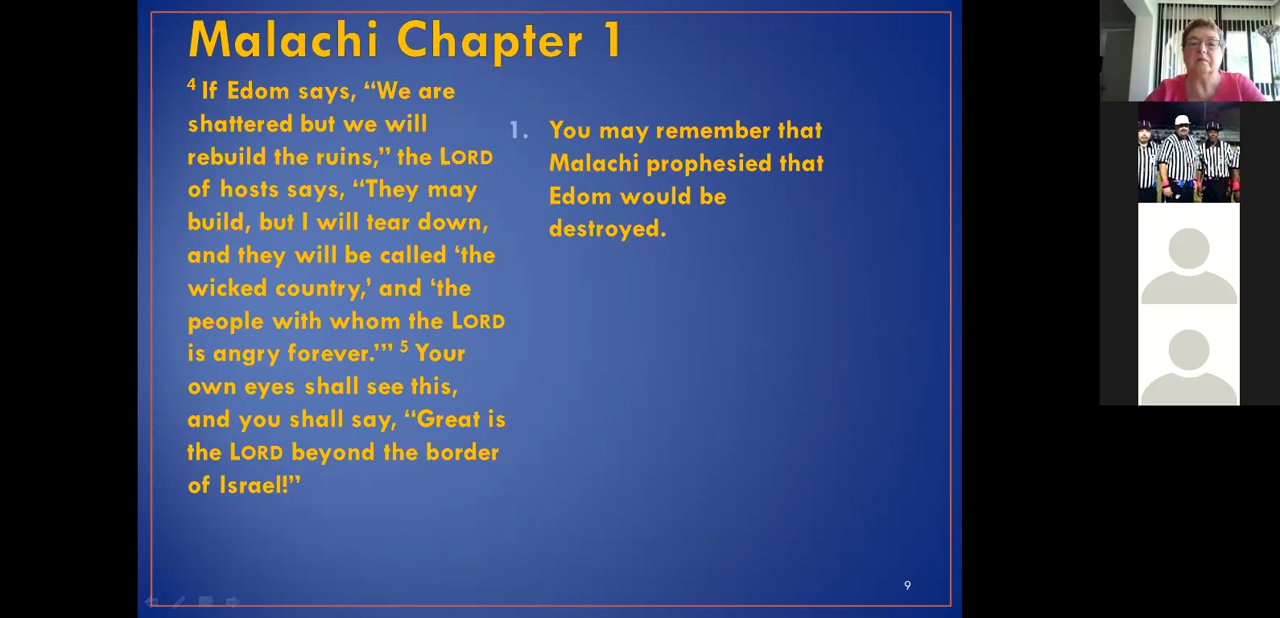 Malachi Chapter 1
4 If Edom says, “We are
shattered but we will
rebuild the ruins,” the LORD
of hosts says, “They may
build, but I will tear down,
and they will be called ‘the
wicked country,’ and ‘the
people with whom the LORD
is angry forever.’” 5 Your
own eyes shall see this,
and you shall say, “Great is
the LORD beyond the border
of Israel!”
1. You may remember that
Malachi prophesied that
Edom would be
destroyed.
9